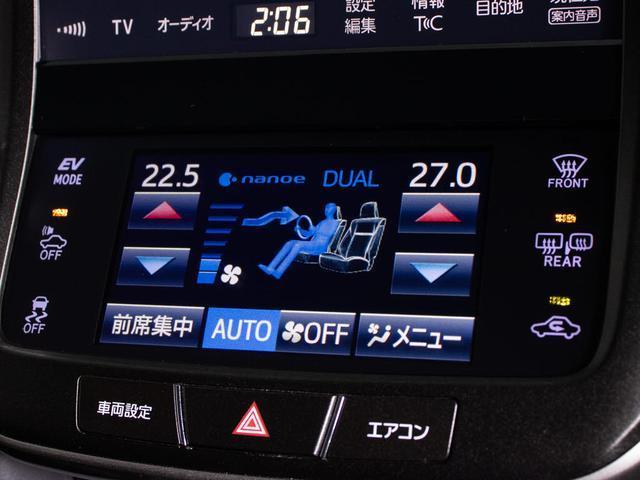 TV オーディオ 2:06 設定 編集 情報 TC 目的地 案内音声
EV MODE
22.5 nanoe DUAL 27.0
FRONT
OFF
REAR
OFF
前席集中 AUTO OFF メニュー
車両設定 エアコン